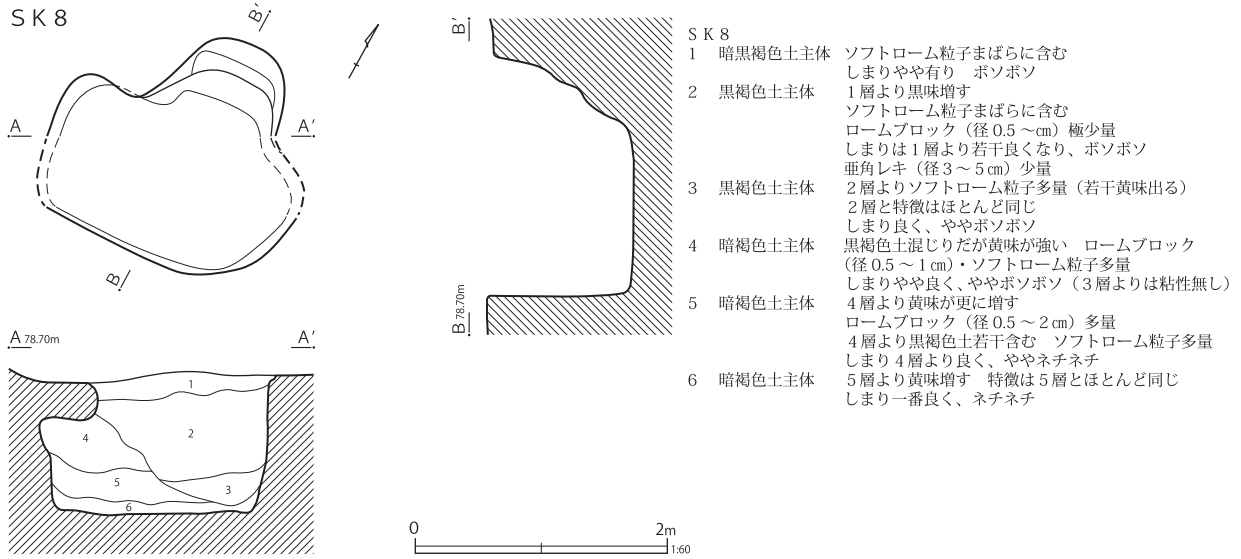 SK8
B'
A
A'
B
A 78.70m
A'
1
2
4
5
3
6
B'
B 78.70m
0
2m
1:60
ＳＫ８
１　暗黒褐色土主体　ソフトローム粒子まばらに含む
しまりやや有り　ボソボソ
２　黒褐色土主体　１層より黒味増す
ソフトローム粒子まばらに含む
ロームブロック（径 0.5 〜㎝）極少量
しまりは１層より若干良くなり、ボソボソ
亜角レキ（径３〜５㎝）少量
３　黒褐色土主体　２層よりソフトローム粒子多量（若干黄味出る）
２層と特徴はほとんど同じ
しまり良く、ややボソボソ
４　暗褐色土主体　黒褐色土混じりだが黄味が強い　ロームブロック
（径 0.5 〜１㎝）・ソフトローム粒子多量
しまりやや良く、ややボソボソ（３層よりは粘性無し）
５　暗褐色土主体　４層より黄味が更に増す
ロームブロック（径 0.5 〜２㎝）多量
４層より黒褐色土若干含む　ソフトローム粒子多量
しまり４層より良く、ややネチネチ
６　暗褐色土主体　５層より黄味増す　特徴は５層とほとんど同じ
しまり一番良く、ネチネチ